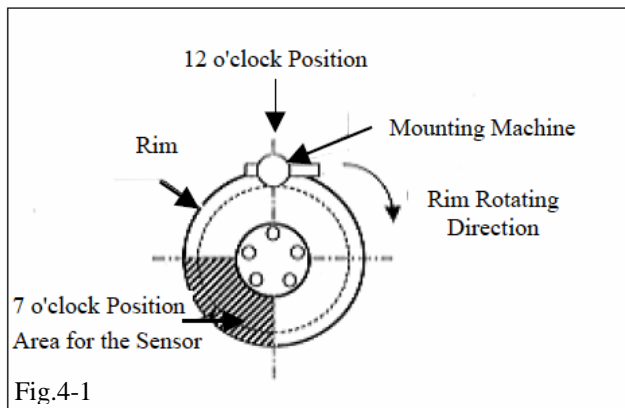 12 o'clock Position
Mounting Machine
Rim
Rim Rotating
Direction
7 o'clock Position
Area for the Sensor
Fig.4-1